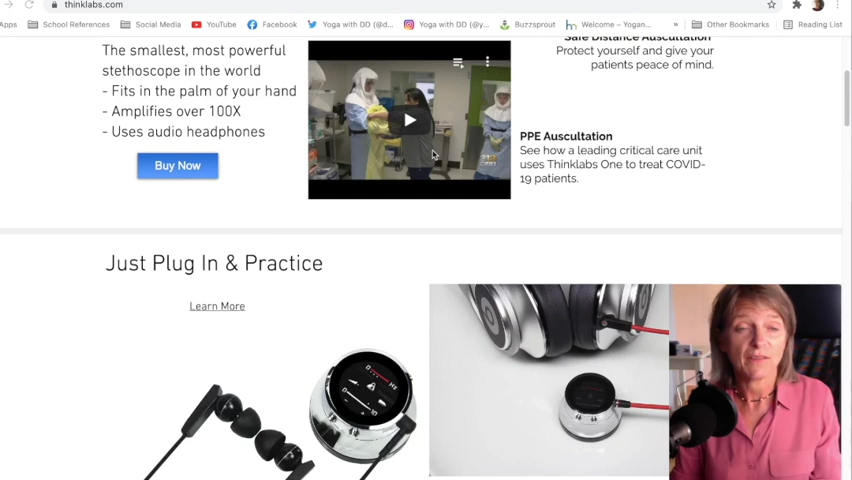 thinklabs.com
Apps School References Social Media YouTube Facebook Yoga with DD (@d... Yoga with DD (@y... Buzzsprout Welcome – Yogan... » Other Bookmarks Reading List
The smallest, most powerful
stethoscope in the world
- Fits in the palm of your hand
- Amplifies over 100X
- Uses audio headphones
Buy Now
Safe Distance Auscultation
Protect yourself and give your
patients peace of mind.
PPE Auscultation
See how a leading critical care unit
uses Thinklabs One to treat COVID-
19 patients.
Just Plug In & Practice
Learn More